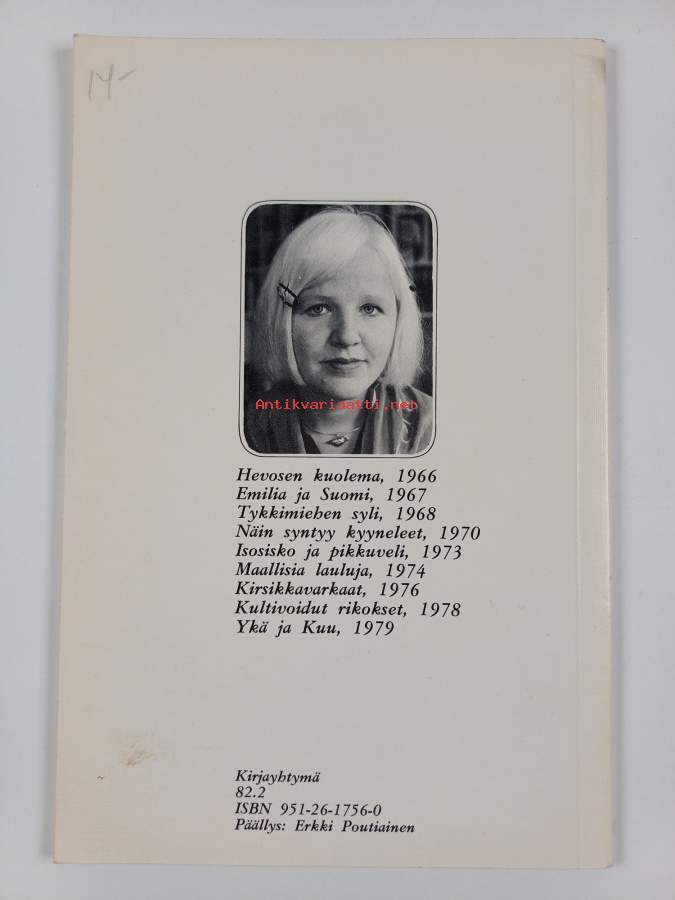 14-
Antikvariaatti.net
Hevosen kuolema, 1966
Emilia ja Suomi, 1967
Tykkimiehen syli, 1968
Näin syntyy kyyneleet, 1970
Isosisko ja pikkuveli, 1973
Maallisia lauluja, 1974
Kirsikkavarkaat, 1976
Kultivoidut rikokset, 1978
Ykä ja Kuu, 1979
Kirjayhtymä
82.2
ISBN 951-26-1756-0
Päällys: Erkki Poutiainen